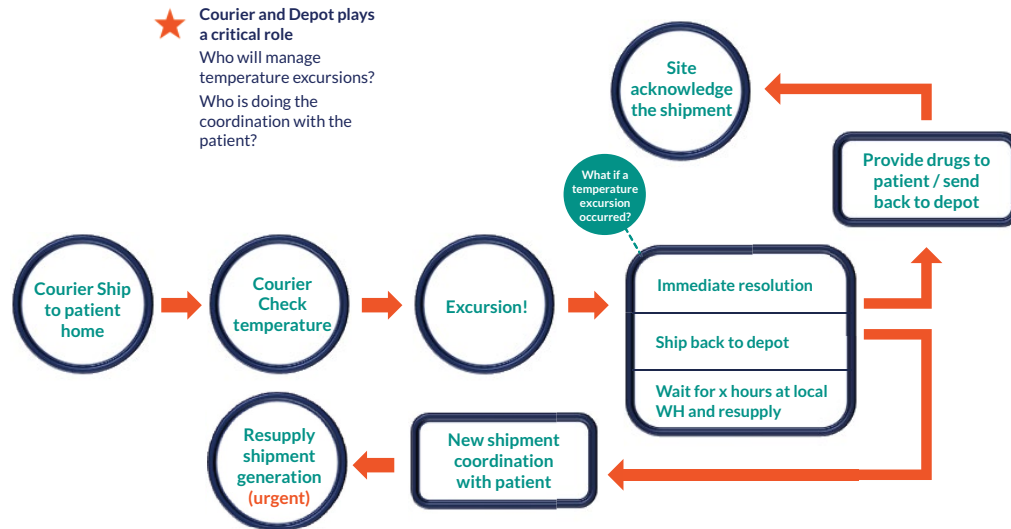 Courier and Depot plays
a critical role
Who will manage
temperature excursions?
Who is doing the
coordination with the
patient?
Site
acknowledge
the shipment
Provide drugs to
patient / send
back to depot
What if a
temperature
excursion
occurred?
Courier Ship
to patient
home
Courier
Check
temperature
Excursion!
Immediate resolution
Ship back to depot
Wait for x hours at local
WH and resupply
Resupply
shipment
generation
(urgent)
New shipment
coordination
with patient